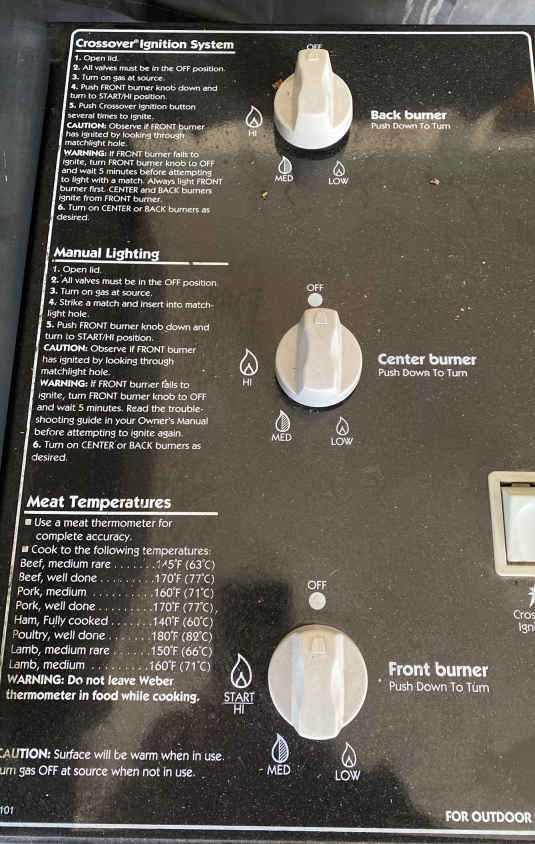 Crossover® Ignition System
1. Open lid.
2. All valves must be in the OFF position.
3. Turn on gas at source.
4. Push FRONT burner knob down and
turn to START/HI position.
5. Push Crossover Ignition button
several times to ignite.
CAUTION: Observe if FRONT burner
has ignited by looking through
matchlight hole.
WARNING: If FRONT burner fails to
ignite, turn FRONT burner knob to OFF
and wait 5 minutes before attempting
to light with a match. Always light FRONT
burner first. CENTER and BACK burners
ignite from FRONT burner.
6. Turn on CENTER or BACK burners as
desired.
OFF
HI
MED
LOW
Back burner
Push Down To Turn
Manual Lighting
1. Open lid.
2. All valves must be in the OFF position.
3. Turn on gas at source.
4. Strike a match and insert into match-
light hole.
5. Push FRONT burner knob down and
turn to START/HI position.
CAUTION: Observe if FRONT burner
has ignited by looking through
matchlight hole.
WARNING: If FRONT burner fails to
ignite, turn FRONT burner knob to OFF
and wait 5 minutes. Read the trouble-
shooting guide in your Owner's Manual
before attempting to ignite again.
6. Turn on CENTER or BACK burners as
desired.
OFF
HI
MED
LOW
Center burner
Push Down To Turn
Meat Temperatures
■ Use a meat thermometer for
complete accuracy.
■ Cook to the following temperatures:
Beef, medium rare . . . . . . . 145°F (63°C)
Beef, well done . . . . . . . . . 170°F (77°C)
Pork, medium . . . . . . . . . . 160°F (71°C)
Pork, well done . . . . . . . . . 170°F (77°C)
Ham, Fully cooked . . . . . . . 140°F (60°C)
Poultry, well done . . . . . . . 180°F (82°C)
Lamb, medium rare . . . . . . 150°F (66°C)
Lamb, medium . . . . . . . . . 160°F (71°C)
WARNING: Do not leave Weber
thermometer in food while cooking.
OFF
START
HI
MED
LOW
Front burner
Push Down To Turn
Cros
Igni
CAUTION: Surface will be warm when in use.
urn gas OFF at source when not in use.
101
FOR OUTDOOR